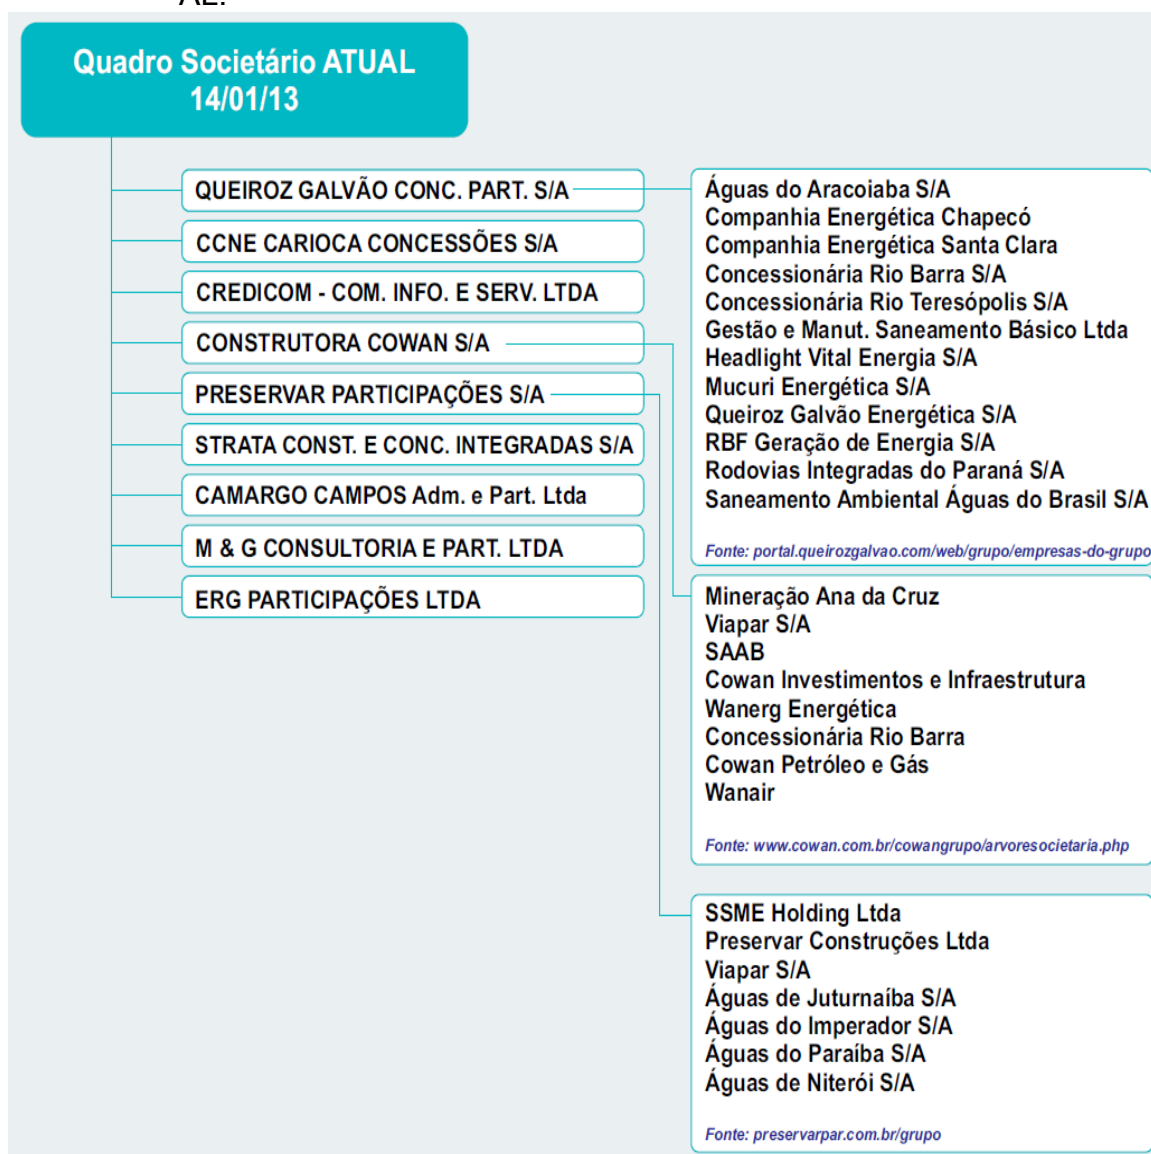 AL.
Quadro Societário ATUAL
14/01/13
QUEIROZ GALVÃO CONC. PART. S/A
CCNE CARIOCA CONCESSÕES S/A
CREDICOM - COM. INFO. E SERV. LTDA
CONSTRUTORA COWAN S/A
PRESERVAR PARTICIPAÇÕES S/A
STRATA CONST. E CONC. INTEGRADAS S/A
CAMARGO CAMPOS Adm. e Part. Ltda
M & G CONSULTORIA E PART. LTDA
ERG PARTICIPAÇÕES LTDA
Águas do Aracoiaba S/A
Companhia Energética Chapecó
Companhia Energética Santa Clara
Concessionária Rio Barra S/A
Concessionária Rio Teresópolis S/A
Gestão e Manut. Saneamento Básico Ltda
Headlight Vital Energia S/A
Mucuri Energética S/A
Queiroz Galvão Energética S/A
RBF Geração de Energia S/A
Rodovias Integradas do Paraná S/A
Saneamento Ambiental Águas do Brasil S/A
Fonte: portal.queirozgalvao.com/web/grupo/empresas-do-grupo
Mineração Ana da Cruz
Viapar S/A
SAAB
Cowan Investimentos e Infraestrutura
Wanerg Energética
Concessionária Rio Barra
Cowan Petróleo e Gás
Wanair
Fonte: www.cowan.com.br/cowangrupo/arvoresocietaria.php
SSME Holding Ltda
Preservar Construções Ltda
Viapar S/A
Águas de Juturnaíba S/A
Águas do Imperador S/A
Águas do Paraíba S/A
Águas de Niterói S/A
Fonte: preservarpar.com.br/grupo